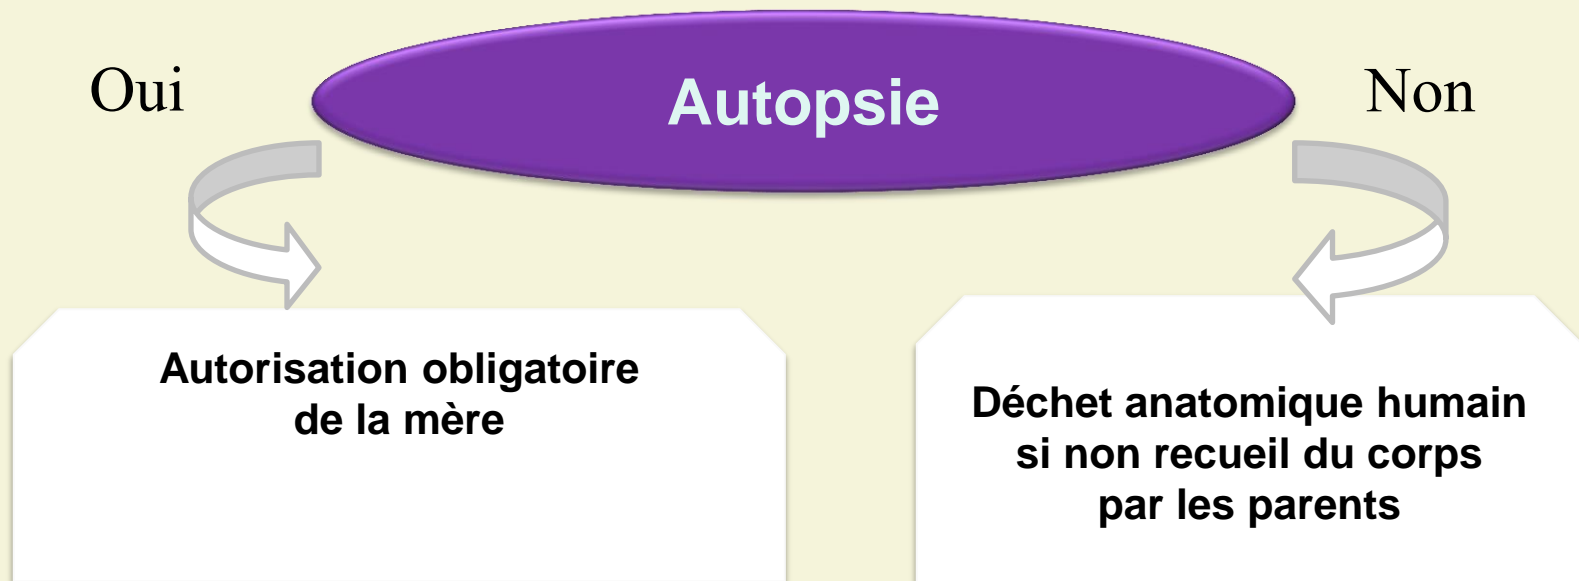 Oui
Autopsie
Non
Autorisation obligatoire
de la mère
Déchet anatomique humain
si non recueil du corps
par les parents